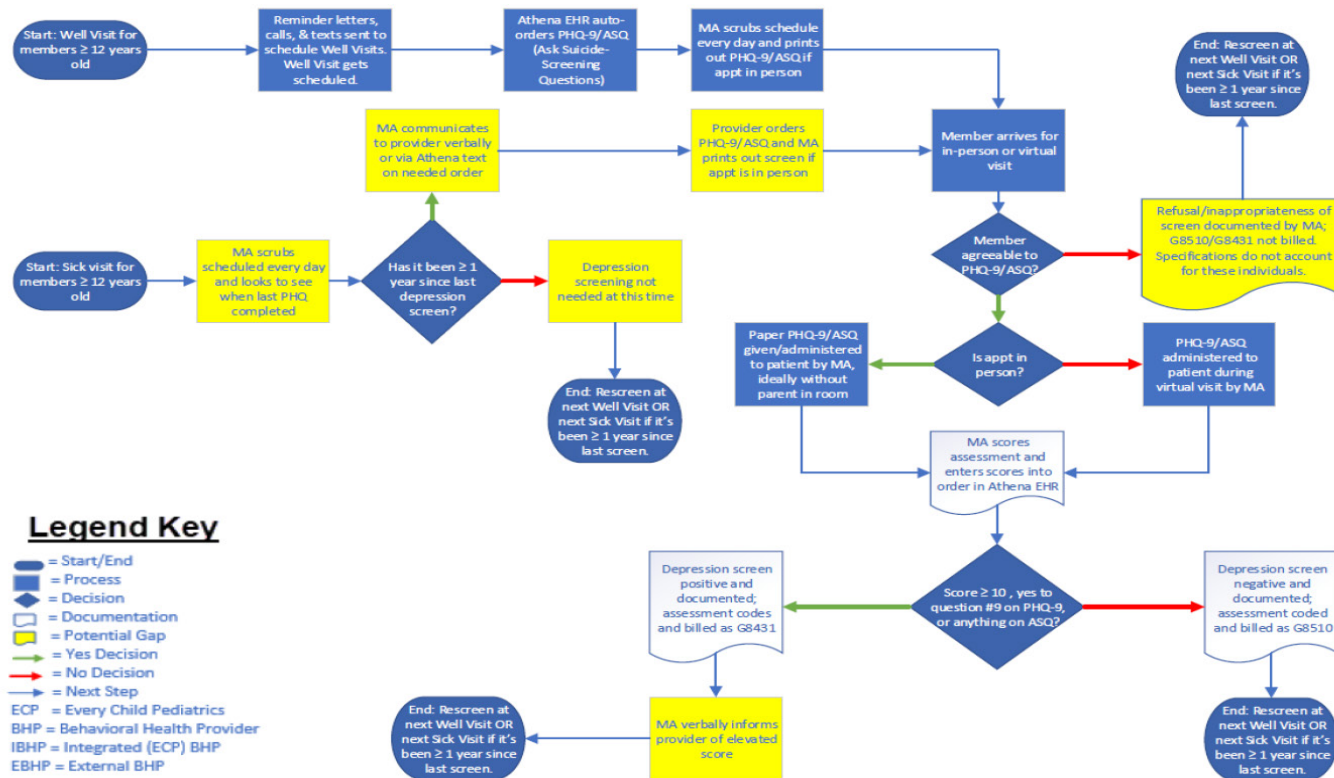 Start: Well Visit for
members ≥ 12 years
old
Reminder letters,
calls, & texts sent to
schedule Well Visits.
Well Visit gets
scheduled.
Athena EHR auto-
orders PHQ-9/ASQ
(Ask Suicide-
Screening
Questions)
MA scrubs schedule
every day and prints
out PHQ-9/ASQ if
appt in person
End: Rescreen at
next Well Visit OR
next Sick Visit if it's
been ≥ 1 year since
last screen.
MA communicates
to provider verbally
or via Athena text
on needed order
Provider orders
PHQ-9/ASQ and MA
prints out screen if
appt is in person
Member arrives for
in-person or virtual
visit
Start: Sick visit for
members ≥ 12 years
old
MA scrubs
scheduled every day
and looks to see
when last PHQ
completed
Has it been ≥ 1
year since last
depression
screen?
Depression
screening not
needed at this time
Member
agreeable to
PHQ-9/ASQ?
Refusal/inappropriateness of
screen documented by MA;
G8510/G8431 not billed.
Specifications do not account
for these individuals.
End: Rescreen at
next Well Visit OR
next Sick Visit if it's
been ≥ 1 year since
last screen.
Paper PHQ-9/ASQ
given/administered
to patient by MA,
ideally without
parent in room
Is appt in
person?
PHQ-9/ASQ
administered to
patient during
virtual visit by MA
MA scores
assessment and
enters scores into
order in Athena EHR
Legend Key
= Start/End
= Process
= Decision
= Documentation
= Potential Gap
= Yes Decision
= No Decision
= Next Step
ECP = Every Child Pediatrics
BHP = Behavioral Health Provider
IBHP = Integrated (ECP) BHP
EBHP = External BHP
Depression screen
positive and
documented;
assessment codes
and billed as G8431
Score ≥ 10 , yes to
question #9 on PHQ-9,
or anything on ASQ?
Depression screen
negative and
documented;
assessment coded
and billed as G8510
End: Rescreen at
next Well Visit OR
next Sick Visit if it's
been ≥ 1 year since
last screen.
MA verbally informs
provider of elevated
score
End: Rescreen at
next Well Visit OR
next Sick Visit if it's
been ≥ 1 year since
last screen.